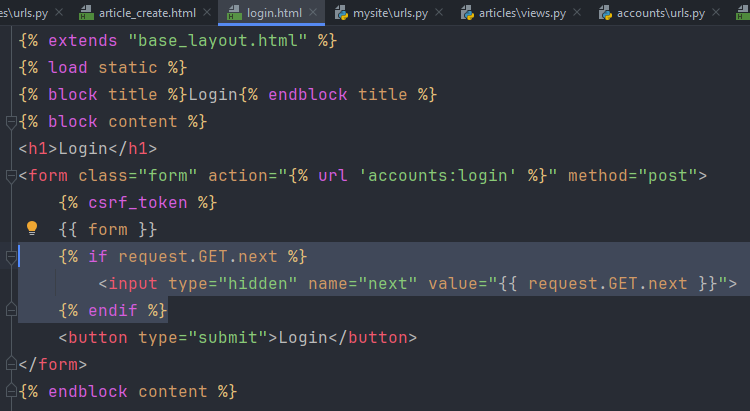 es\urls.py article_create.html login.html mysite\urls.py articles\views.py accounts\urls.py
{% extends "base_layout.html" %}
{% load static %}
{% block title %}Login{% endblock title %}
{% block content %}
<h1>Login</h1>
<form class="form" action="{% url 'accounts:login' %}" method="post">
{% csrf_token %}
{{ form }}
{% if request.GET.next %}
<input type="hidden" name="next" value="{{ request.GET.next }}">
{% endif %}
<button type="submit">Login</button>
</form>
{% endblock content %}